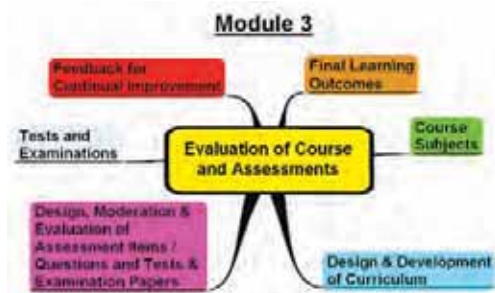 Module 3
Feedback for
Continual Improvement
Final Learning
Outcomes
Tests and
Examinations
Evaluation of Course
and Assessments
Course
Subjects
Design, Moderation &
Evaluation of
Assessment Items /
Questions and Tests &
Examination Papers
Design & Development
of Curriculum